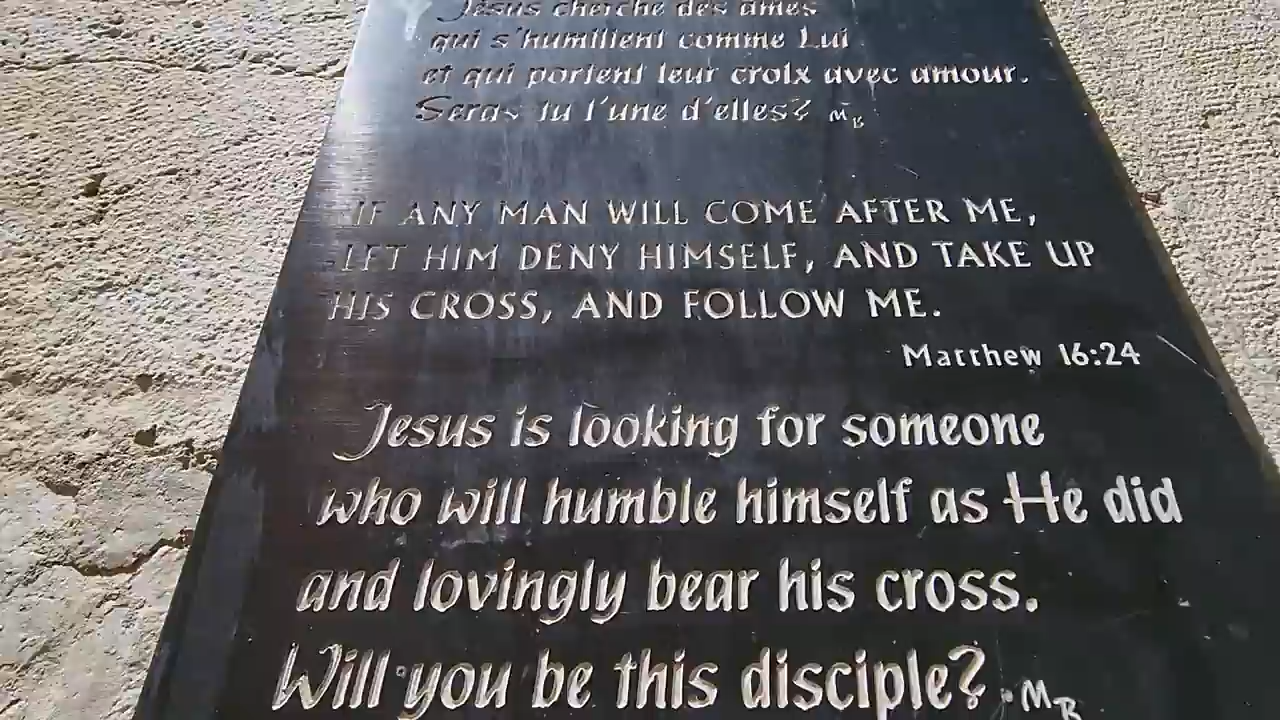 Jésus cherche des âmes
qui s'humilient comme Lui
et qui portent leur croix avec amour.
Seras tu l'une d'elles? MB
IF ANY MAN WILL COME AFTER ME,
LET HIM DENY HIMSELF, AND TAKE UP
HIS CROSS, AND FOLLOW ME.
Matthew 16:24
Jesus is looking for someone
who will humble himself as He did
and lovingly bear his cross.
Will you be this disciple? MB